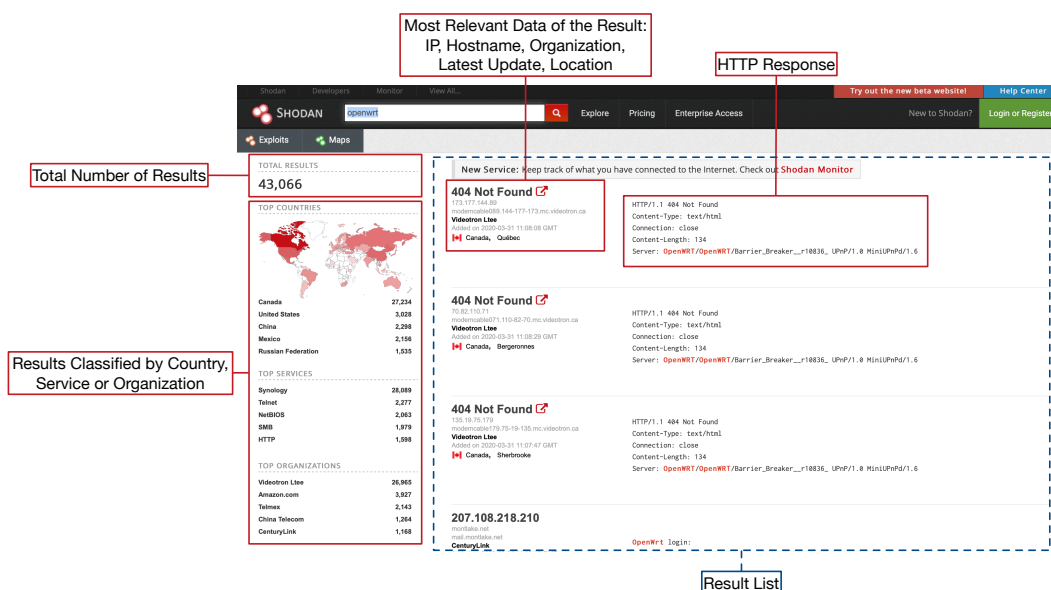 Most Relevant Data of the Result:
IP, Hostname, Organization,
Latest Update, Location
HTTP Response
Shodan Developers Monitor View All...
Try out the new beta website! Help Center
SHODAN openwrt Explore Pricing Enterprise Access New to Shodan? Login or Register
Exploits Maps
Total Number of Results
TOTAL RESULTS
43,066
Results Classified by Country,
Service or Organization
TOP COUNTRIES
Canada 27,234
United States 3,028
China 2,298
Mexico 2,156
Russian Federation 1,535
TOP SERVICES
Synology 28,089
Telnet 2,277
NetBIOS 2,063
SMB 1,979
HTTP 1,598
TOP ORGANIZATIONS
Videotron Ltee 26,965
Amazon.com 3,927
Telmex 2,143
China Telecom 1,264
CenturyLink 1,168
New Service: Keep track of what you have connected to the Internet. Check out Shodan Monitor
404 Not Found
173.177.144.89
modemcable089.144-177-173.mc.videotron.ca
Videotron Ltee
Added on 2020-03-31 11:08:08 GMT
Canada, Québec
HTTP/1.1 404 Not Found
Content-Type: text/html
Connection: close
Content-Length: 134
Server: OpenWRT/OpenWRT/Barrier_Breaker__r10836_ UPnP/1.0 MiniUPnPd/1.6
404 Not Found
70.82.110.71
modemcable071.110-82-70.mc.videotron.ca
Videotron Ltee
Added on 2020-03-31 11:08:29 GMT
Canada, Bergeronnes
HTTP/1.1 404 Not Found
Content-Type: text/html
Connection: close
Content-Length: 134
Server: OpenWRT/OpenWRT/Barrier_Breaker__r10836_ UPnP/1.0 MiniUPnPd/1.6
404 Not Found
135.19.75.179
modemcable179.75-19-135.mc.videotron.ca
Videotron Ltee
Added on 2020-03-31 11:07:47 GMT
Canada, Sherbrooke
HTTP/1.1 404 Not Found
Content-Type: text/html
Connection: close
Content-Length: 134
Server: OpenWRT/OpenWRT/Barrier_Breaker__r10836_ UPnP/1.0 MiniUPnPd/1.6
207.108.218.210
montlake.net
mail.montlake.net
CenturyLink
OpenWrt login:
Result List